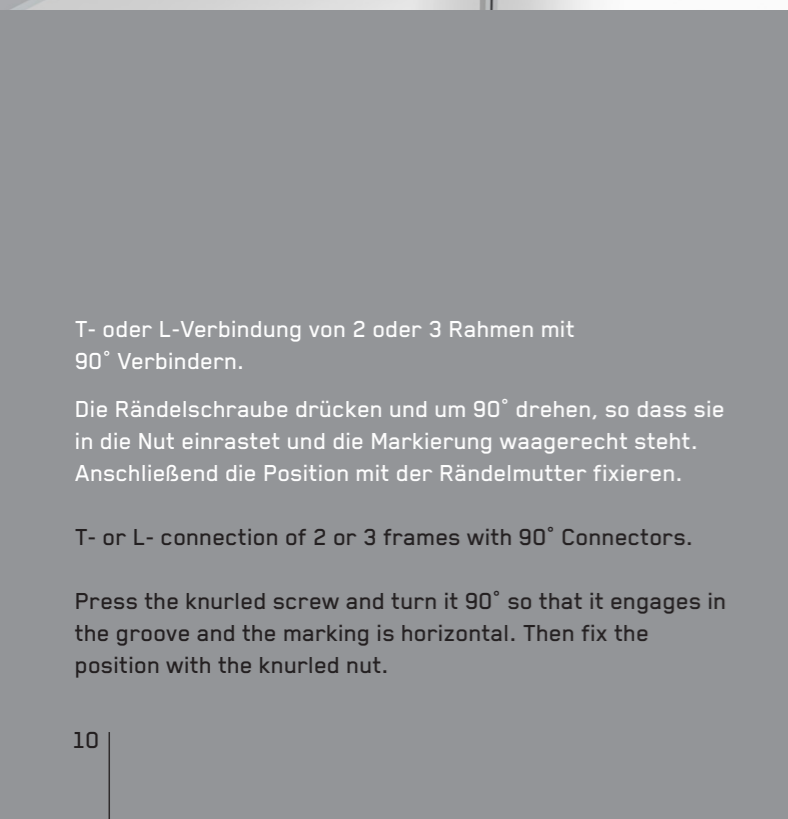 T- oder L-Verbindung von 2 oder 3 Rahmen mit
90° Verbindern.
Die Rändelschraube drücken und um 90° drehen, so dass sie
in die Nut einrastet und die Markierung waagerecht steht.
Anschließend die Position mit der Rändelmutter fixieren.
T- or L- connection of 2 or 3 frames with 90° Connectors.
Press the knurled screw and turn it 90° so that it engages in
the groove and the marking is horizontal. Then fix the
position with the knurled nut.
10